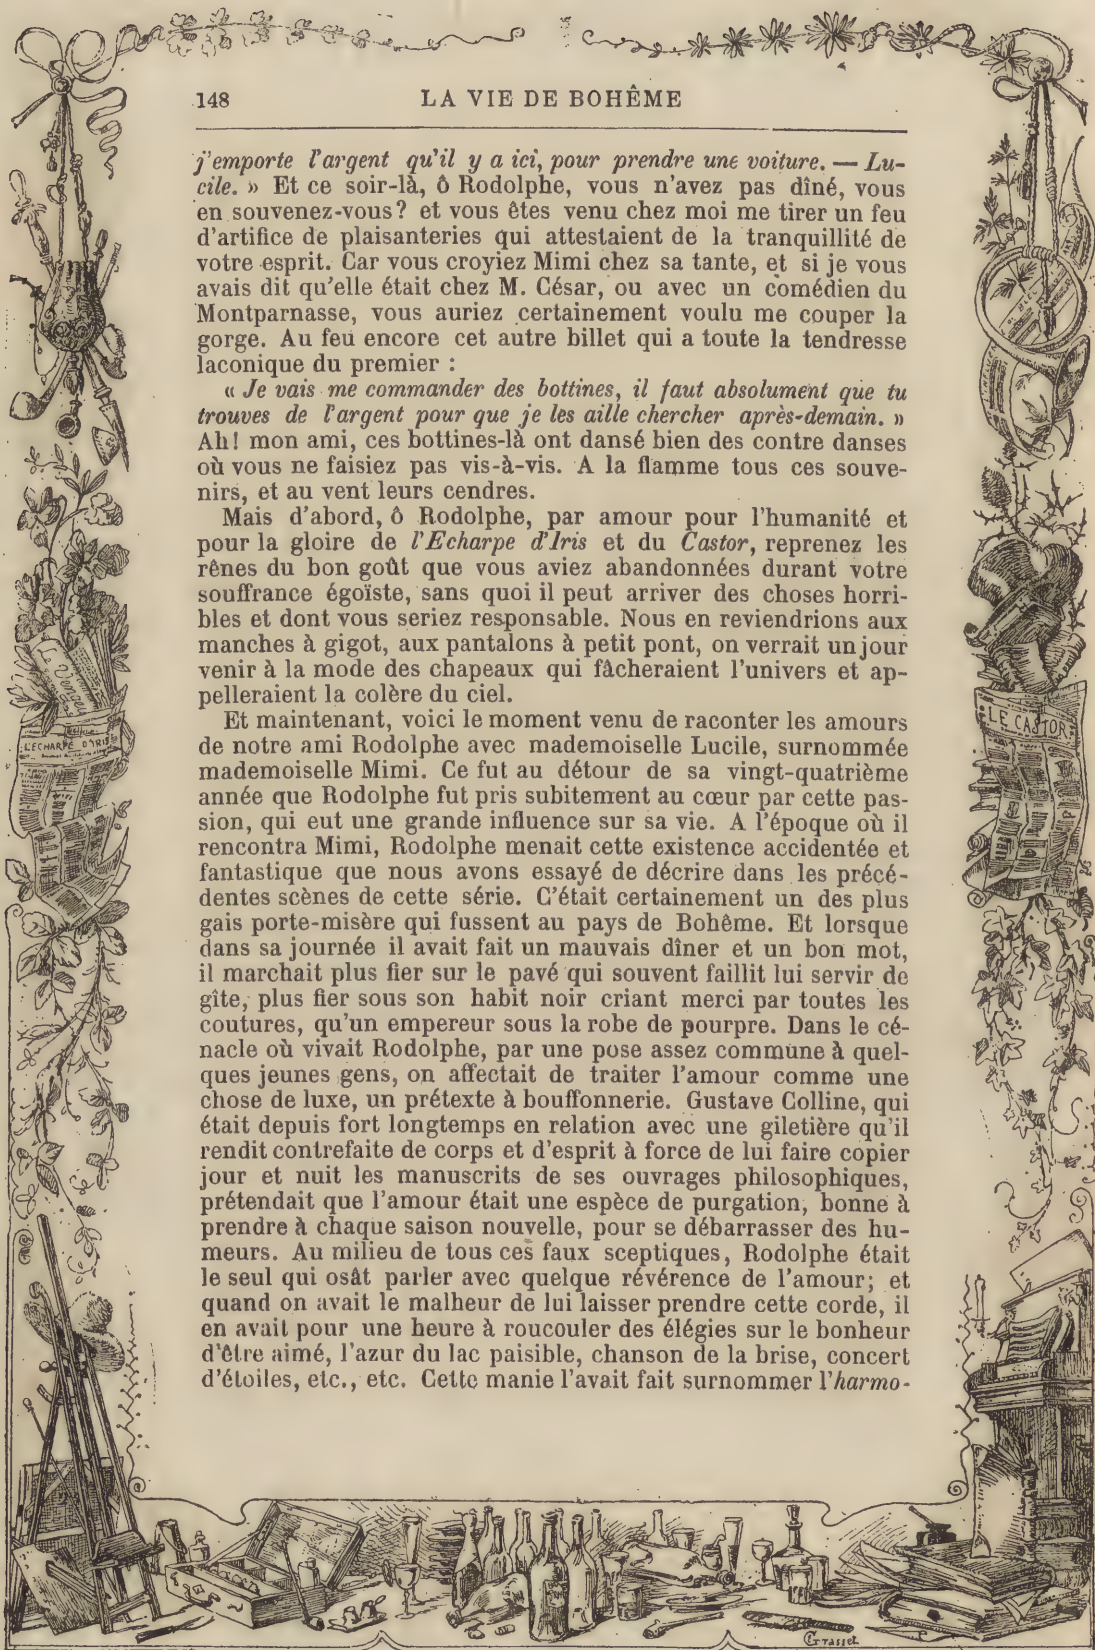 148 LA VIE DE BOHÊME
j'emporte l'argent qu'il y a ici, pour prendre une voiture. — Lu-
cile. » Et ce soir-là, ô Rodolphe, vous n'avez pas dîné, vous
en souvenez-vous? et vous êtes venu chez moi me tirer un feu
d'artifice de plaisanteries qui attestaient de la tranquillité de
votre esprit. Car vous croyiez Mimi chez sa tante, et si je vous
avais dit qu'elle était chez M. César, ou avec un comédien du
Montparnasse, vous auriez certainement voulu me couper la
gorge. Au feu encore cet autre billet qui a toute la tendresse
laconique du premier :
« Je vais me commander des bottines, il faut absolument que tu
trouves de l'argent pour que je les aille chercher après-demain. »
Ah! mon ami, ces bottines-là ont dansé bien des contre danses
où vous ne faisiez pas vis-à-vis. A la flamme tous ces souve-
nirs, et au vent leurs cendres.
Mais d'abord, ô Rodolphe, par amour pour l'humanité et
pour la gloire de l'Echarpe d'Iris et du Castor, reprenez les
rênes du bon goût que vous aviez abandonnées durant votre
souffrance égoïste, sans quoi il peut arriver des choses horri-
bles et dont vous seriez responsable. Nous en reviendrions aux
manches à gigot, aux pantalons à petit pont, on verrait un jour
venir à la mode des chapeaux qui fâcheraient l'univers et ap-
pelleraient la colère du ciel.
Et maintenant, voici le moment venu de raconter les amours
de notre ami Rodolphe avec mademoiselle Lucile, surnommée
mademoiselle Mimi. Ce fut au détour de sa vingt-quatrième
année que Rodolphe fut pris subitement au cœur par cette pas-
sion, qui eut une grande influence sur sa vie. A l'époque où il
rencontra Mimi, Rodolphe menait cette existence accidentée et
fantastique que nous avons essayé de décrire dans les précé-
dentes scènes de cette série. C'était certainement un des plus
gais porte-misère qui fussent au pays de Bohême. Et lorsque
dans sa journée il avait fait un mauvais dîner et un bon mot,
il marchait plus fier sur le pavé qui souvent faillit lui servir de
gîte, plus fier sous son habit noir criant merci par toutes les
coutures, qu'un empereur sous la robe de pourpre. Dans le cé-
nacle où vivait Rodolphe, par une pose assez commune à quel-
ques jeunes gens, on affectait de traiter l'amour comme une
chose de luxe, un prétexte à bouffonnerie. Gustave Colline, qui
était depuis fort longtemps en relation avec une giletière qu'il
rendit contrefaite de corps et d'esprit à force de lui faire copier
jour et nuit les manuscrits de ses ouvrages philosophiques,
prétendait que l'amour était une espèce de purgation, bonne à
prendre à chaque saison nouvelle, pour se débarrasser des hu-
meurs. Au milieu de tous ces faux sceptiques, Rodolphe était
le seul qui osât parler avec quelque révérence de l'amour; et
quand on avait le malheur de lui laisser prendre cette corde, il
en avait pour une heure à roucouler des élégies sur le bonheur
d'être aimé, l'azur du lac paisible, chanson de la brise, concert
d'étoiles, etc., etc. Cette manie l'avait fait surnommer l'harmo-
L'ECHARPE D'IRIS
LE CASTOR
Grasset